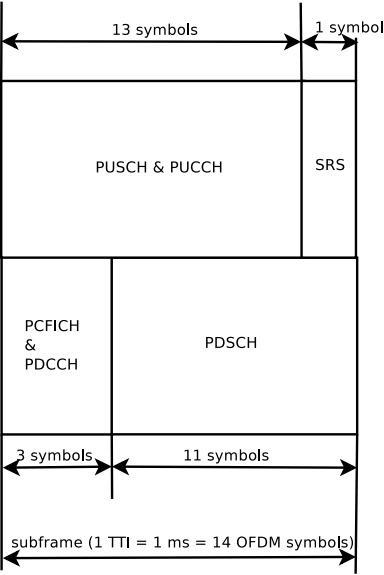 13 symbols
1 symbol
PUSCH & PUCCH
SRS
PCFICH
&
PDCCH
PDSCH
3 symbols
11 symbols
subframe (1 TTI = 1 ms = 14 OFDM symbols)